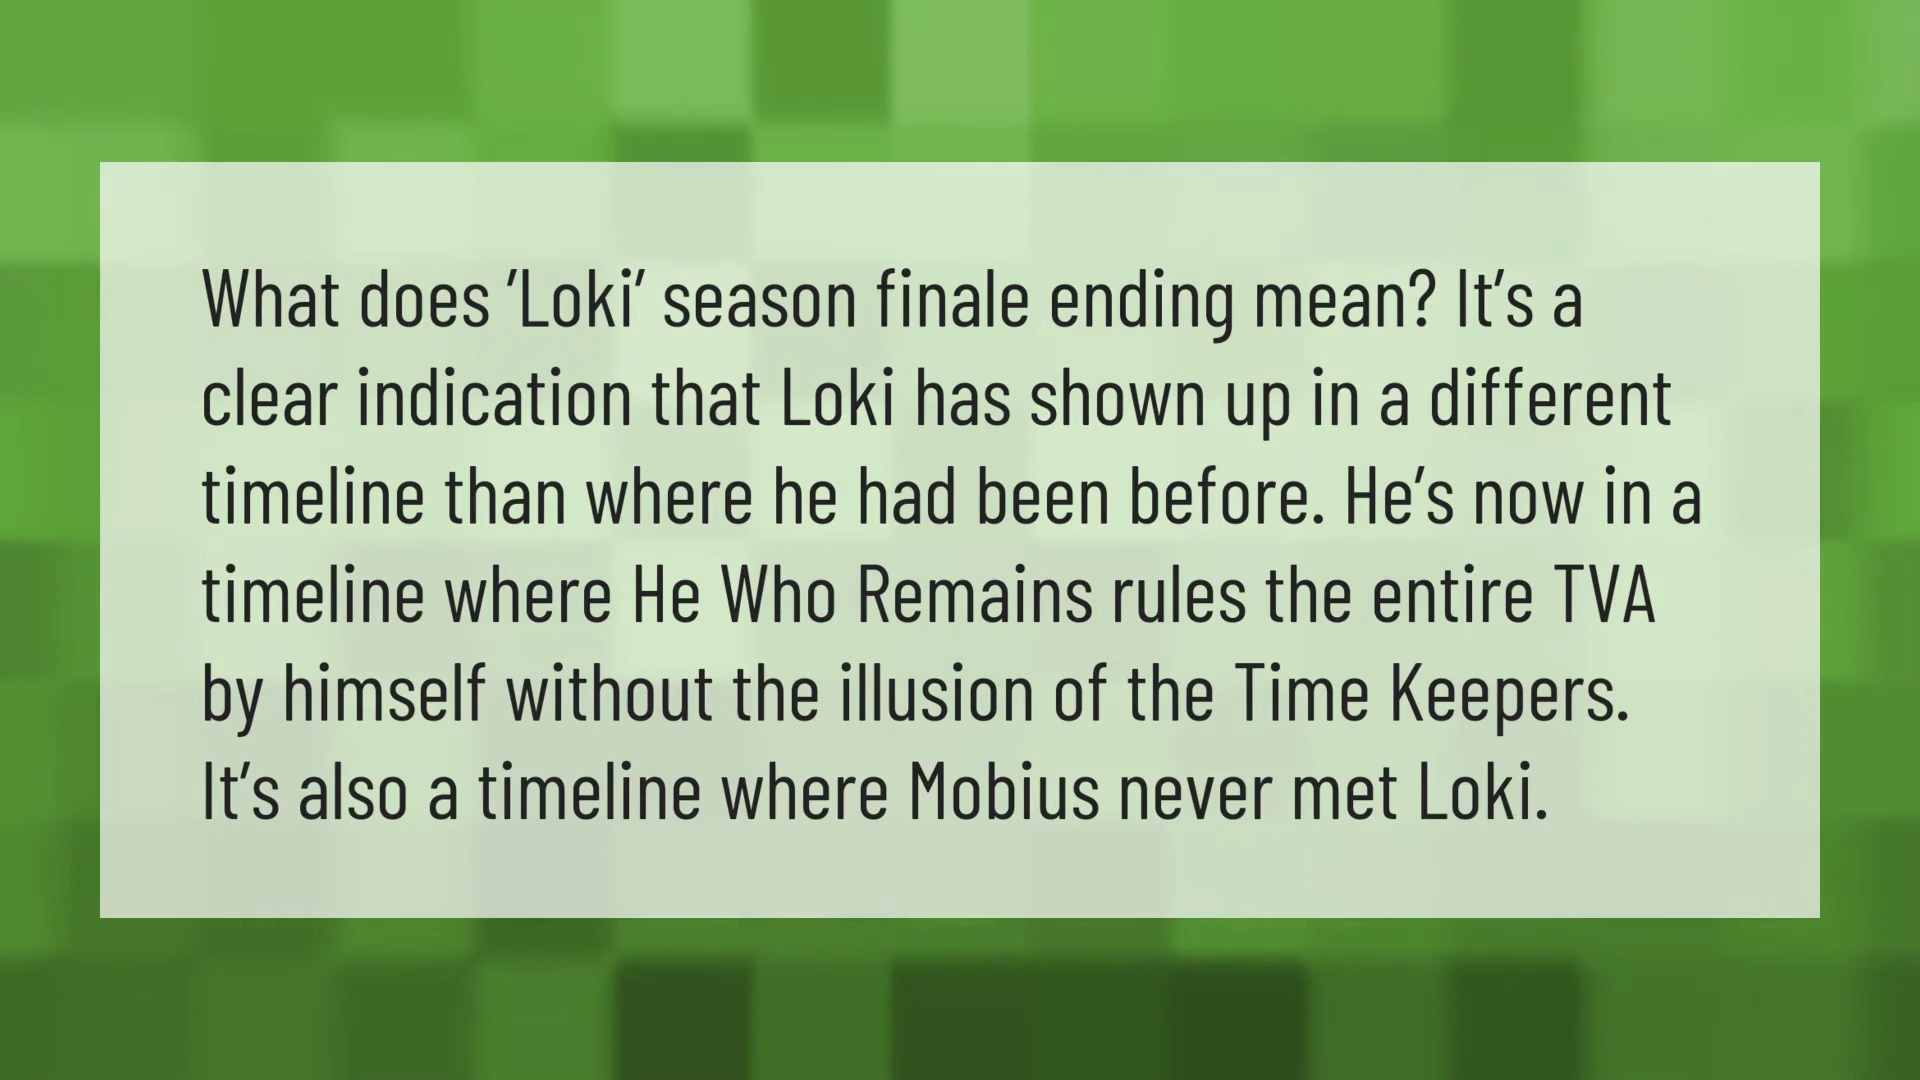 What does ’Loki’ season finale ending mean? It’s a
clear indication that Loki has shown up in a different
timeline than where he had been before. He’s now in a
timeline where He Who Remains rules the entire TVA
by himself without the illusion of the Time Keepers.
It’s also a timeline where Mobius never met Loki.